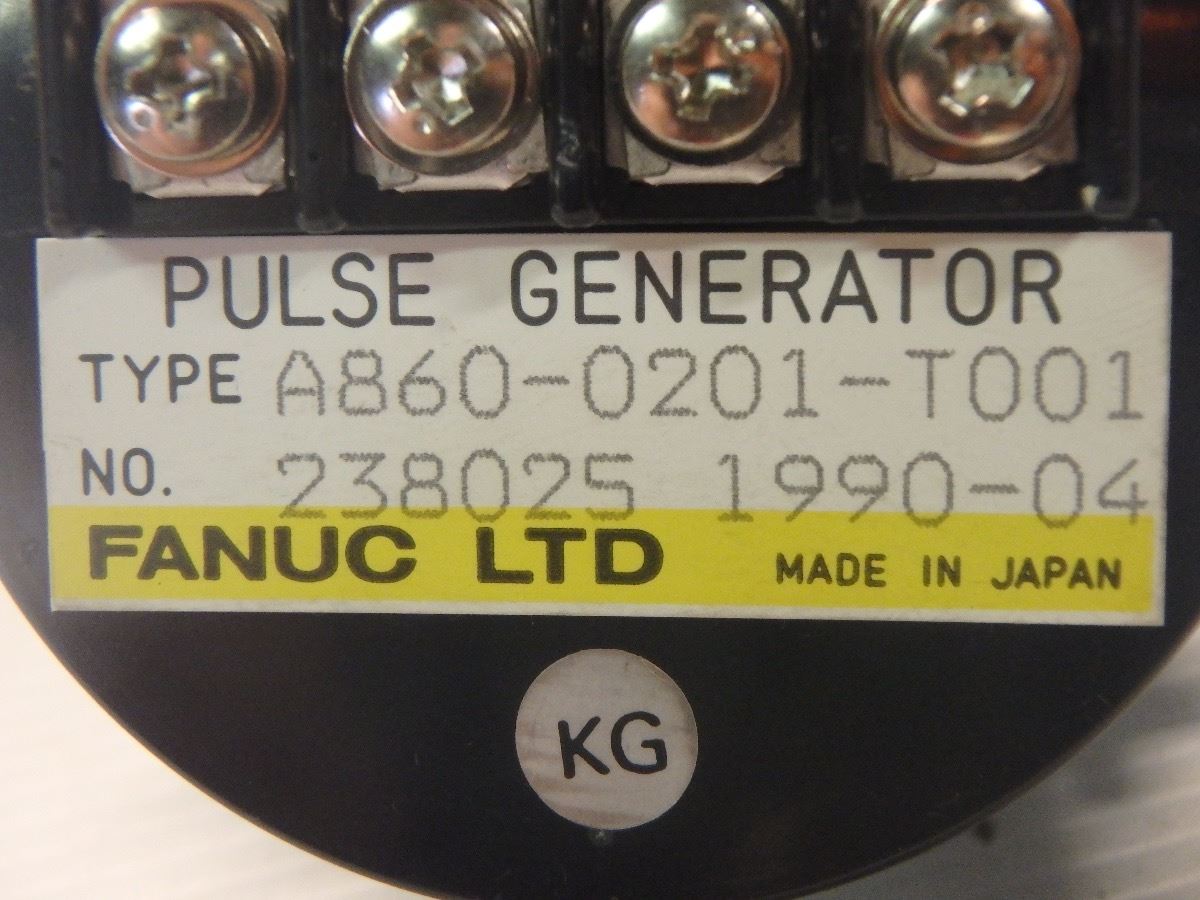 PULSE GENERATOR
TYPE A860-0201-T001
NO. 238025 1990-04
FANUC LTD MADE IN JAPAN
KG